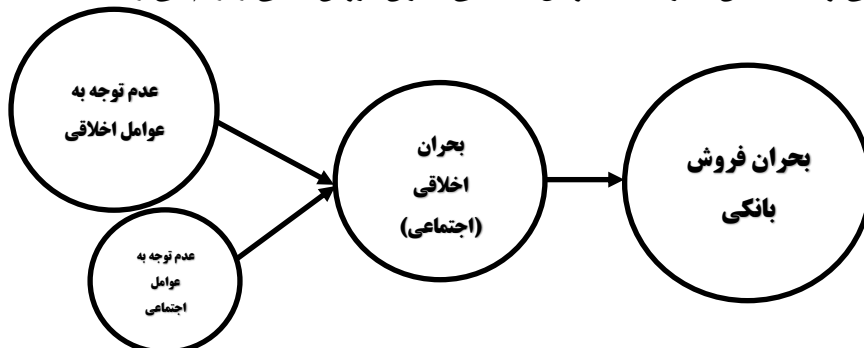 عدم توجه به
عوامل اخلاقی
عدم توجه به
عوامل
اجتماعی
بحران
اخلاقی
(اجتماعی)
بحران فروش
بانکی